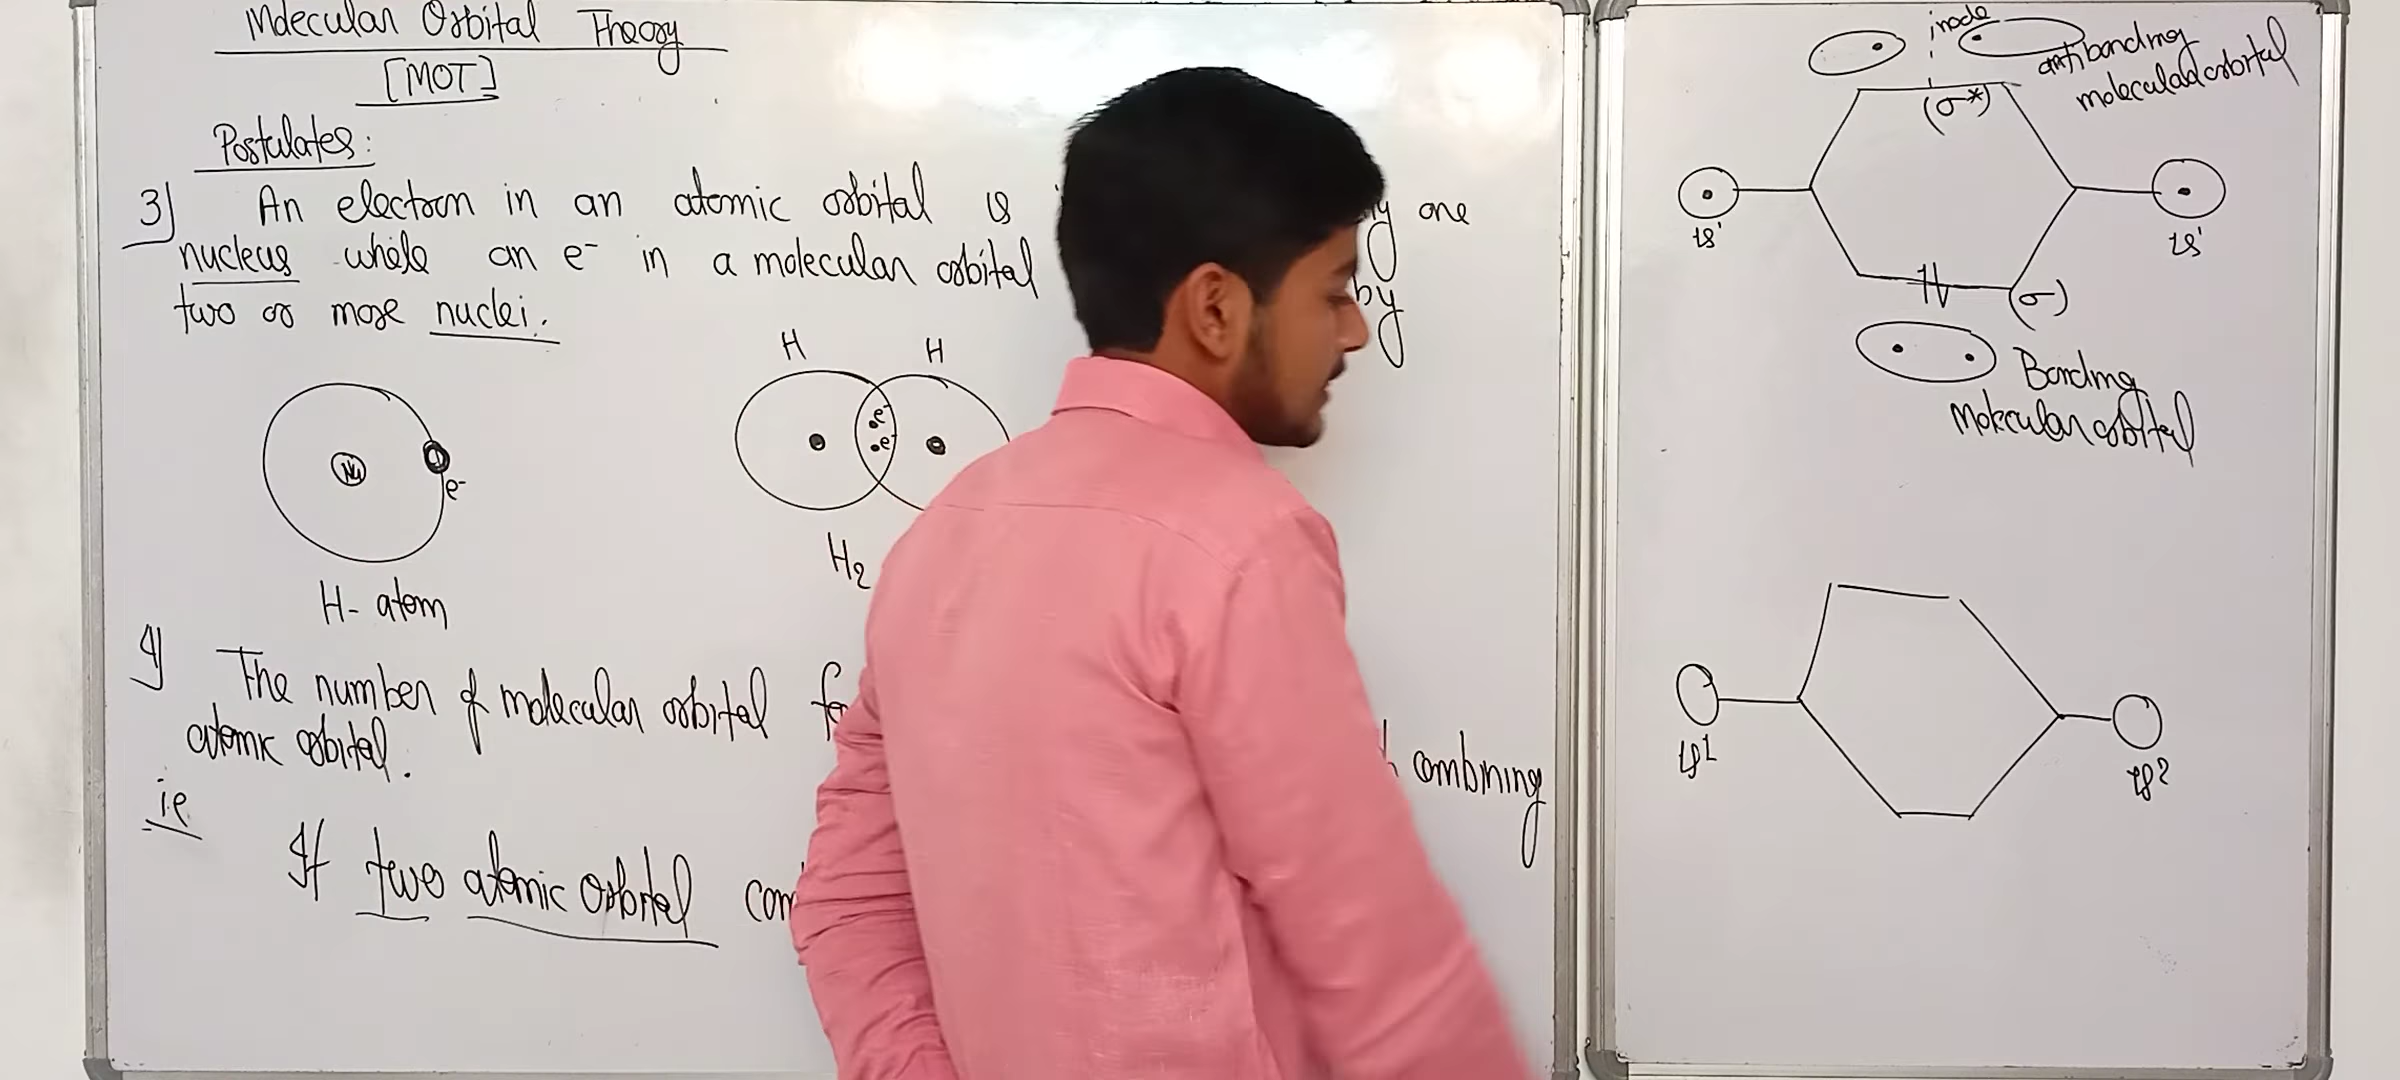 Molecular Orbital Theory
[MOT]
Postulates:
3) An electron in an atomic orbital is one
nucleus while an e⁻ in a molecular orbital by
two or more nuclei.
H H
e⁻
e⁻
Nu
e⁻
H₂
H- atom
4) The number of molecular orbital combining
atomic orbital.
i.e
If two atomic orbital
node
antibonding
molecular orbital
(σ*)
1s¹ 1s¹
(σ)
Bonding
Molecular orbital
1s¹ 1s²